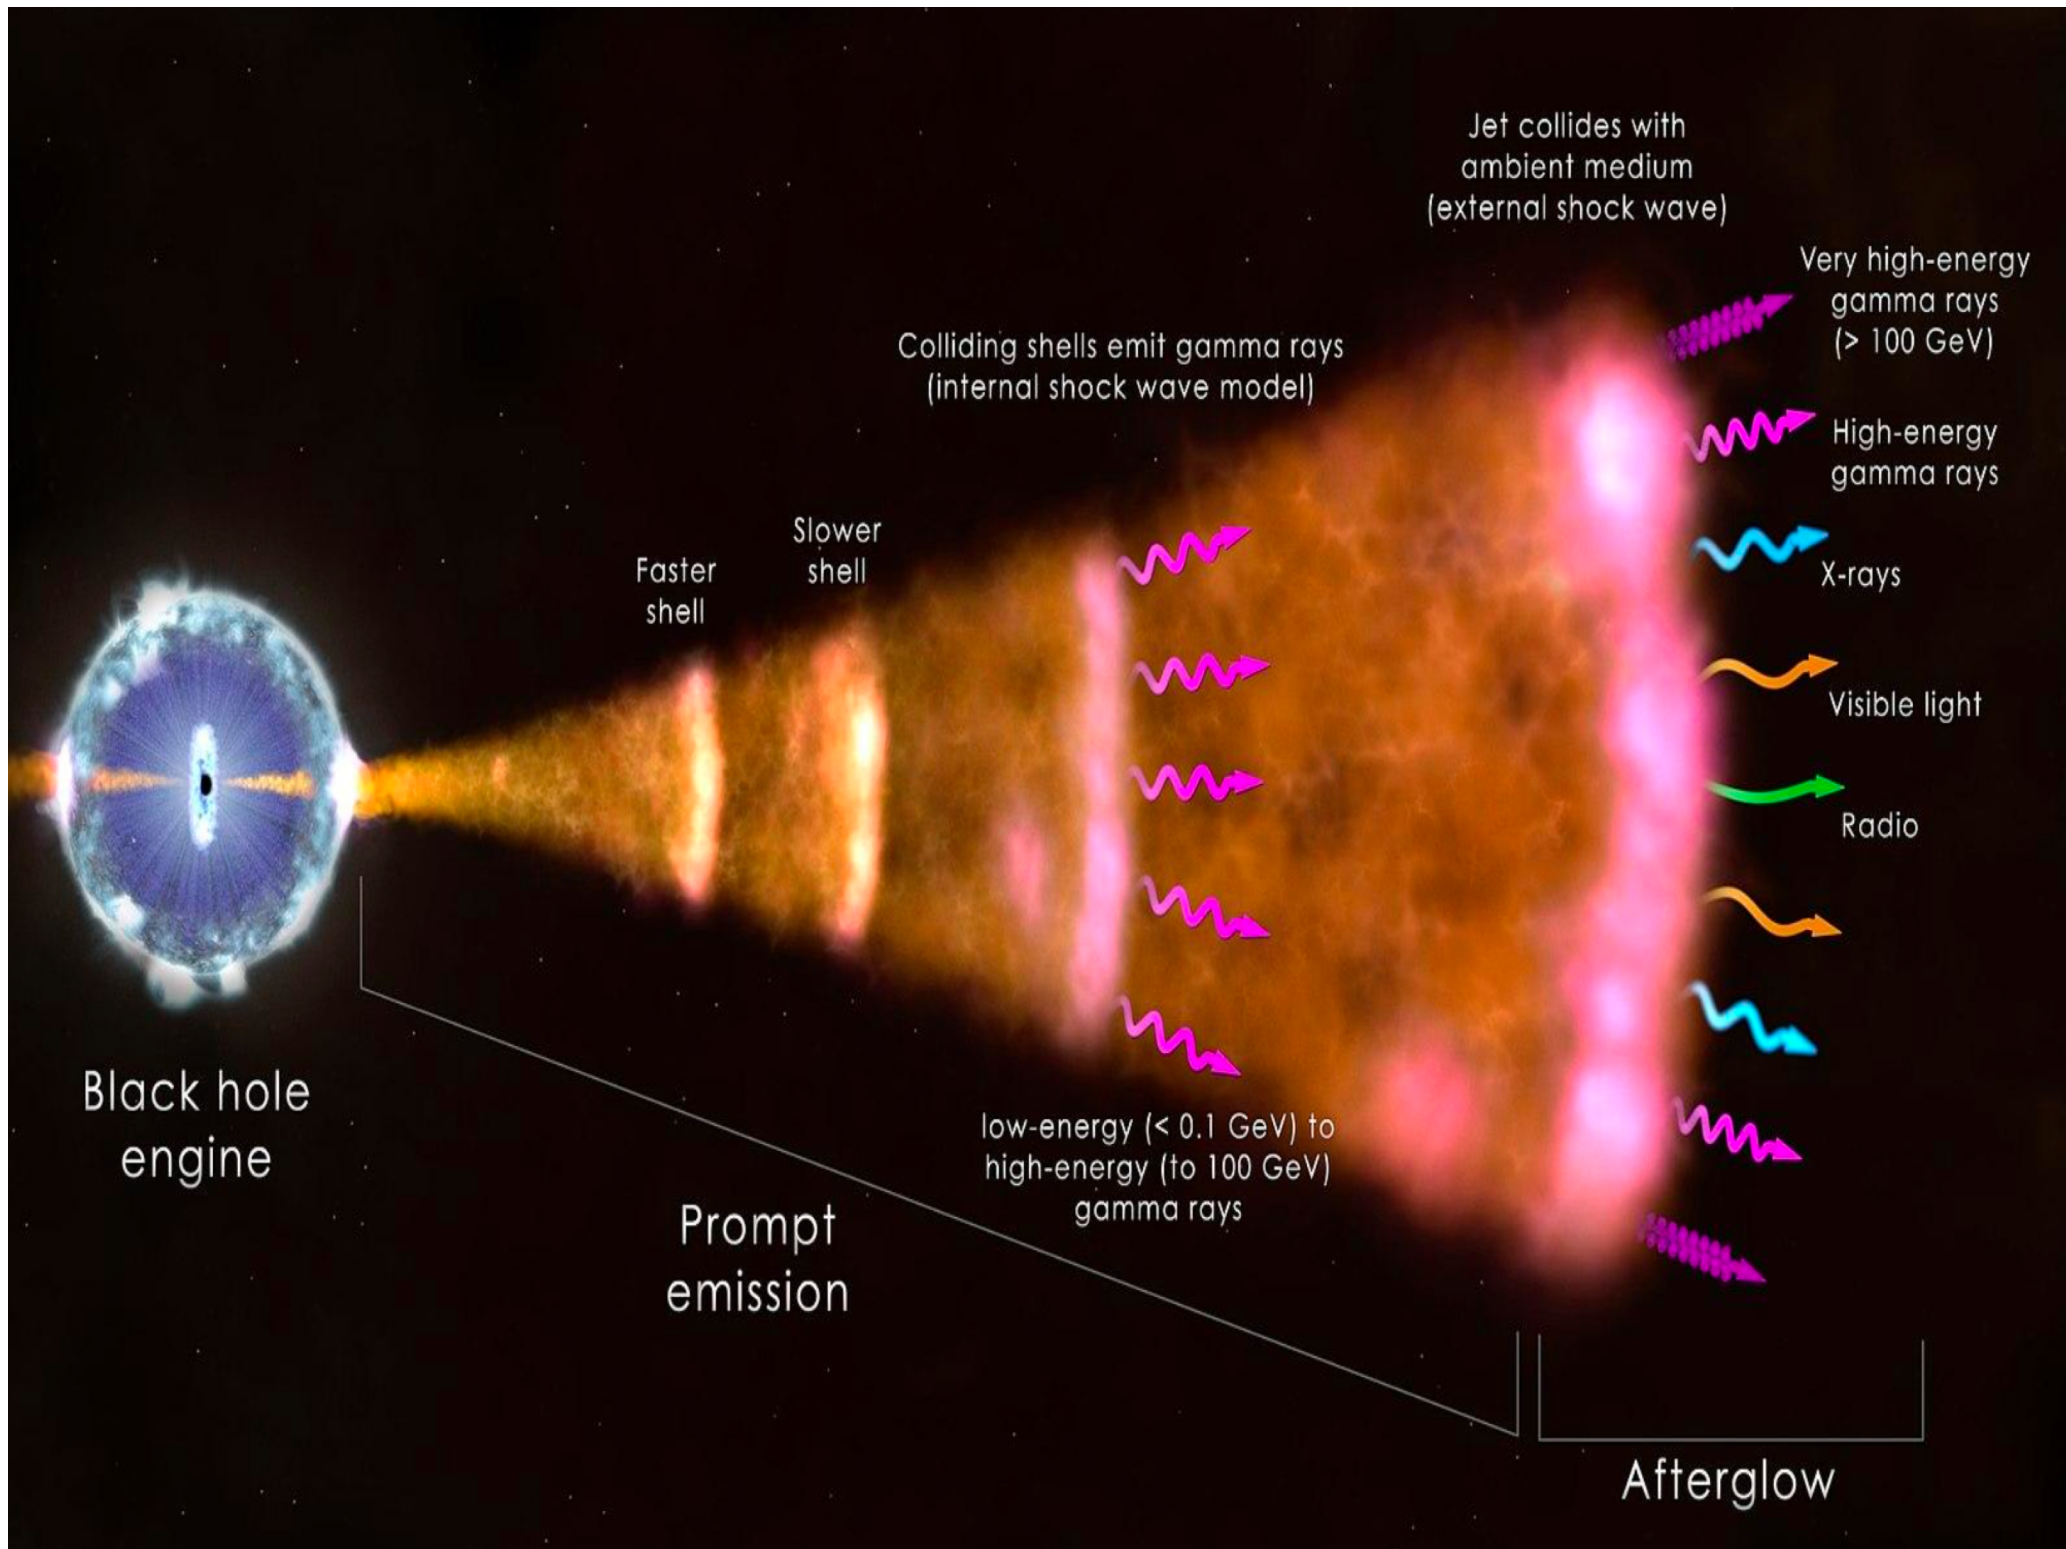 Jet collides with
ambient medium
(external shock wave)
Very high-energy
gamma rays
(> 100 GeV)
Colliding shells emit gamma rays
(internal shock wave model)
High-energy
gamma rays
Slower
shell
Faster
shell
X-rays
Visible light
Radio
Black hole
engine
low-energy (< 0.1 GeV) to
high-energy (to 100 GeV)
gamma rays
Prompt
emission
Afterglow